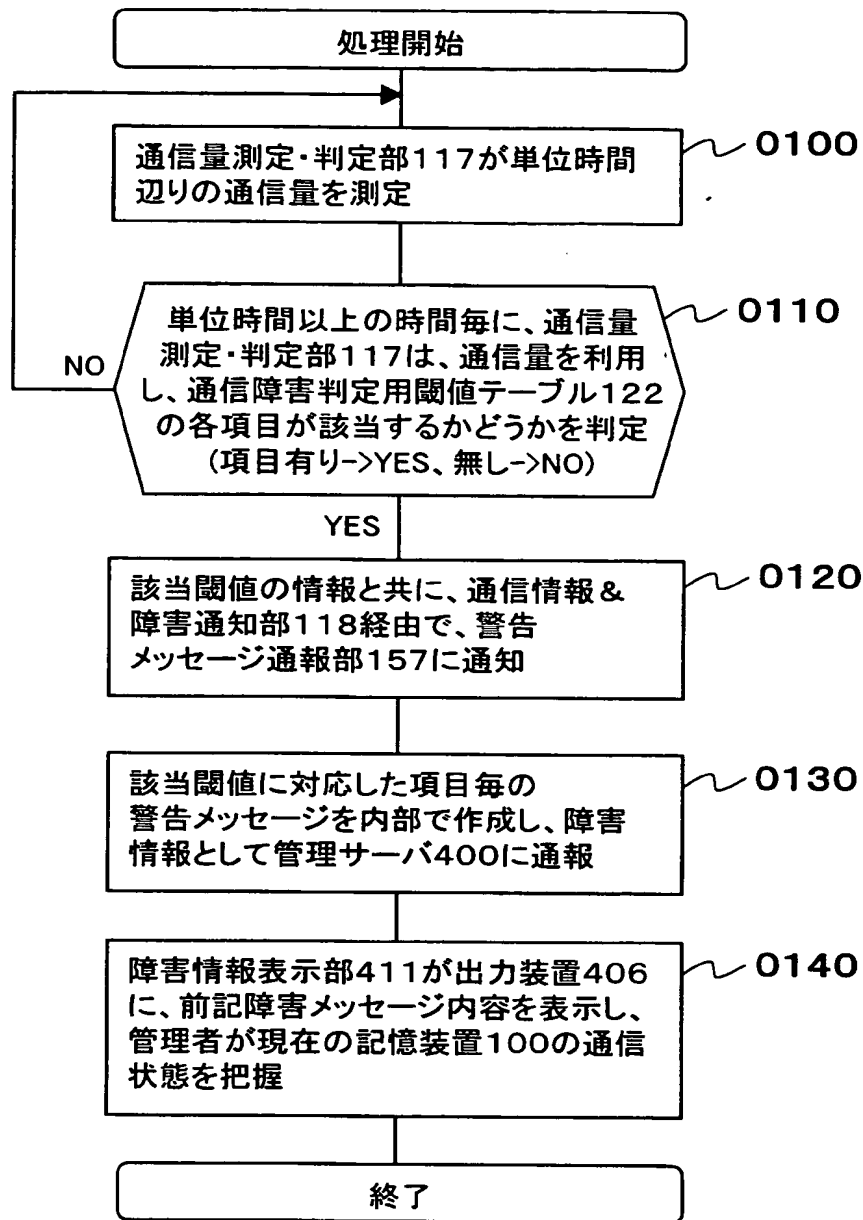 処理開始
通信量測定・判定部117が単位時間
辺りの通信量を測定
0100
単位時間以上の時間毎に、通信量
測定・判定部117は、通信量を利用
し、通信障害判定用閾値テーブル122
の各項目が該当するかどうかを判定
(項目有り->YES、無し->NO)
0110
NO
YES
該当閾値の情報と共に、通信情報&
障害通知部118経由で、警告
メッセージ通報部157に通知
0120
該当閾値に対応した項目毎の
警告メッセージを内部で作成し、障害
情報として管理サーバ400に通報
0130
障害情報表示部411が出力装置406
に、前記障害メッセージ内容を表示し、
管理者が現在の記憶装置100の通信
状態を把握
0140
終了